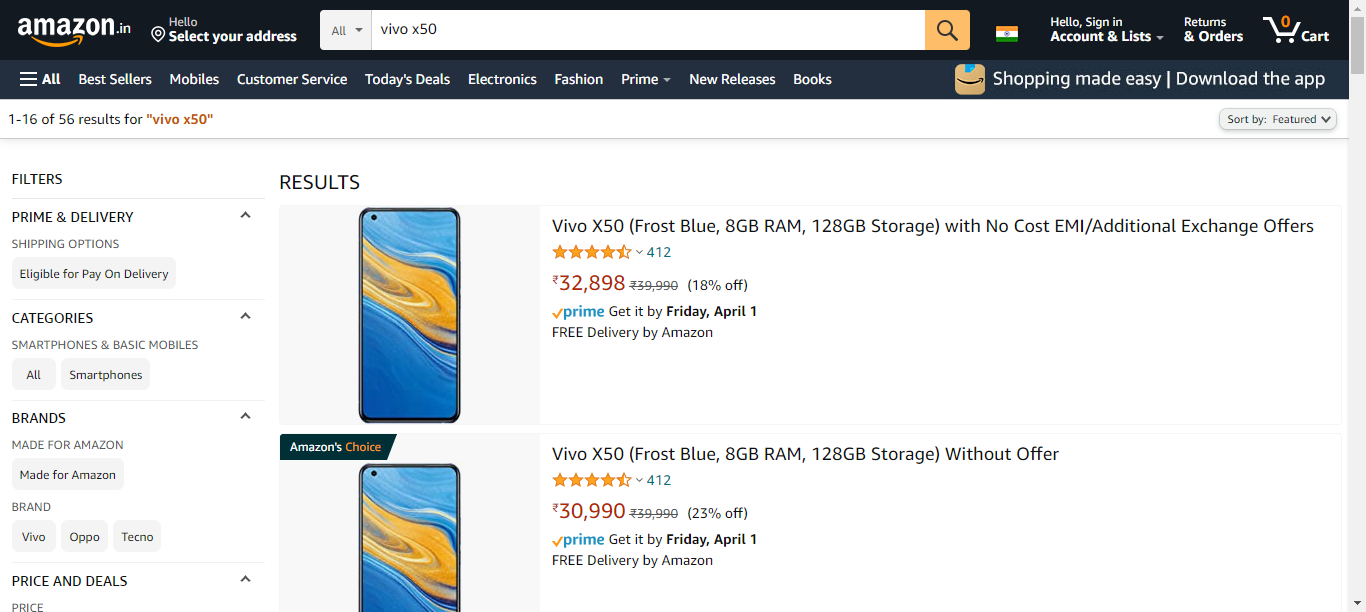 amazon.in
Hello
Select your address
All
vivo x50
Hello, Sign in
Account & Lists
Returns
& Orders
0
Cart
All Best Sellers Mobiles Customer Service Today's Deals Electronics Fashion Prime New Releases Books
Shopping made easy | Download the app
1-16 of 56 results for "vivo x50"
Sort by: Featured
FILTERS
PRIME & DELIVERY
SHIPPING OPTIONS
Eligible for Pay On Delivery
CATEGORIES
SMARTPHONES & BASIC MOBILES
All Smartphones
BRANDS
MADE FOR AMAZON
Made for Amazon
BRAND
Vivo Oppo Tecno
PRICE AND DEALS
PRICE
RESULTS
Vivo X50 (Frost Blue, 8GB RAM, 128GB Storage) with No Cost EMI/Additional Exchange Offers
412
₹32,898 ₹39,990 (18% off)
prime Get it by Friday, April 1
FREE Delivery by Amazon
Amazon's Choice
Vivo X50 (Frost Blue, 8GB RAM, 128GB Storage) Without Offer
412
₹30,990 ₹39,990 (23% off)
prime Get it by Friday, April 1
FREE Delivery by Amazon